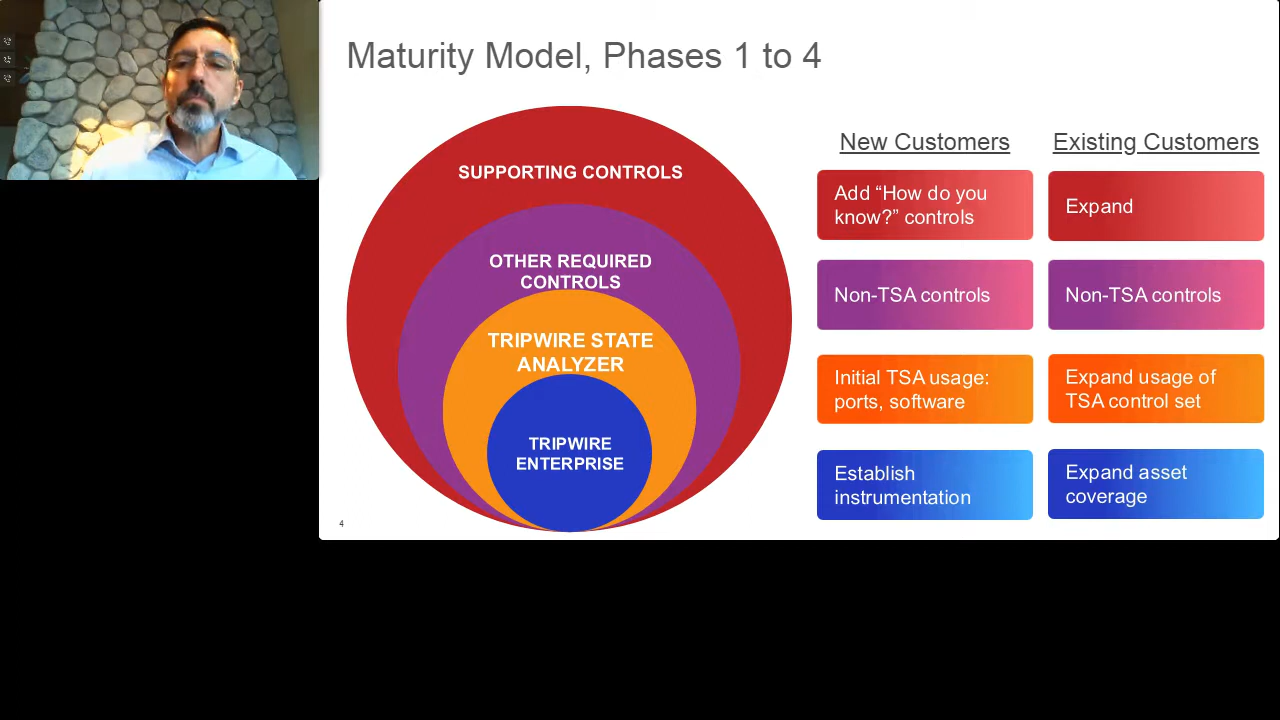 Maturity Model, Phases 1 to 4
SUPPORTING CONTROLS
OTHER REQUIRED
CONTROLS
TRIPWIRE STATE
ANALYZER
TRIPWIRE
ENTERPRISE
New Customers
Existing Customers
Add “How do you
know?” controls
Expand
Non-TSA controls
Non-TSA controls
Initial TSA usage:
ports, software
Expand usage of
TSA control set
Establish
instrumentation
Expand asset
coverage
4